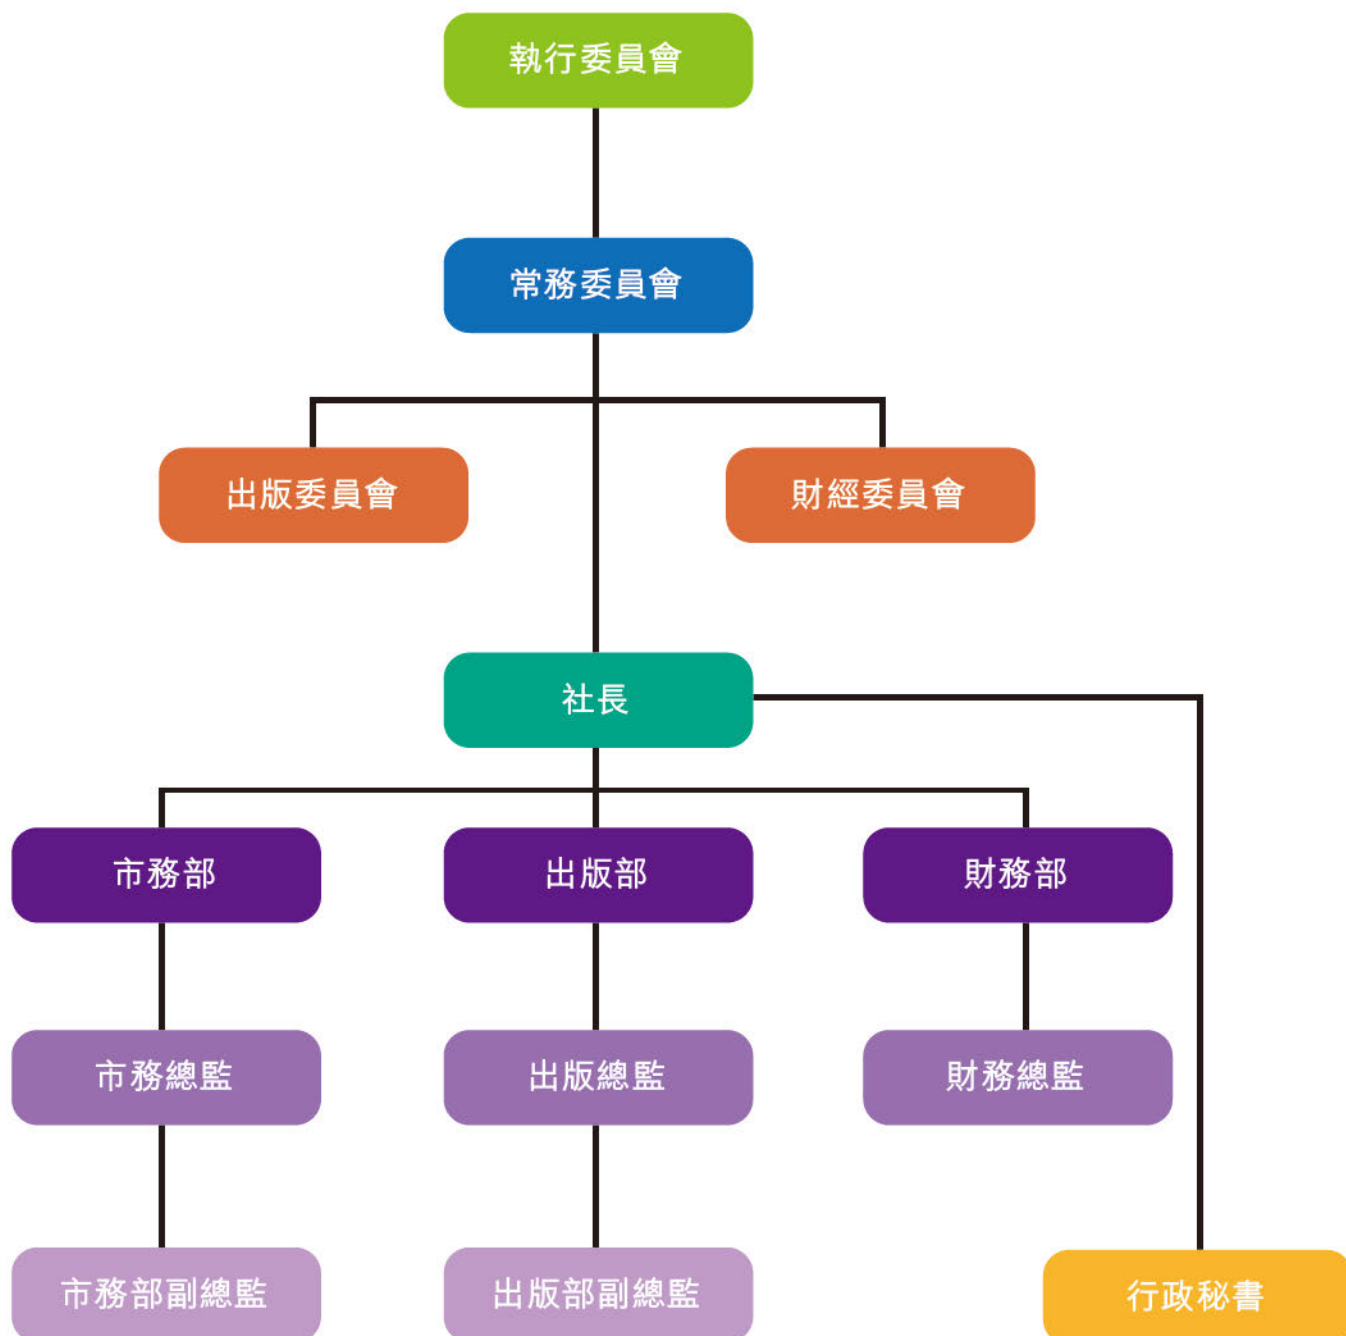 執行委員會
常務委員會
出版委員會
財經委員會
社長
市務部
出版部
財務部
市務總監
出版總監
財務總監
市務部副總監
出版部副總監
行政秘書